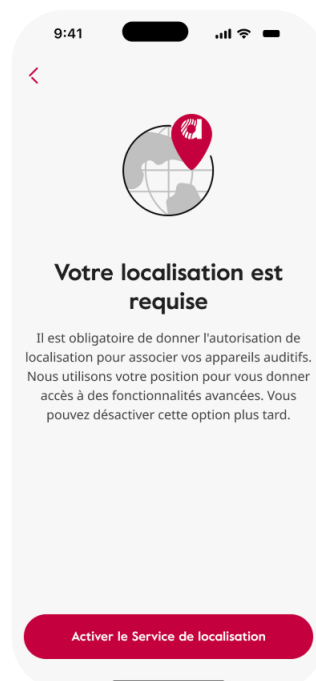 9:41
Votre localisation est
requise
Il est obligatoire de donner l'autorisation de
localisation pour associer vos appareils auditifs.
Nous utilisons votre position pour vous donner
accès à des fonctionnalités avancées. Vous
pouvez désactiver cette option plus tard.
Activer le Service de localisation